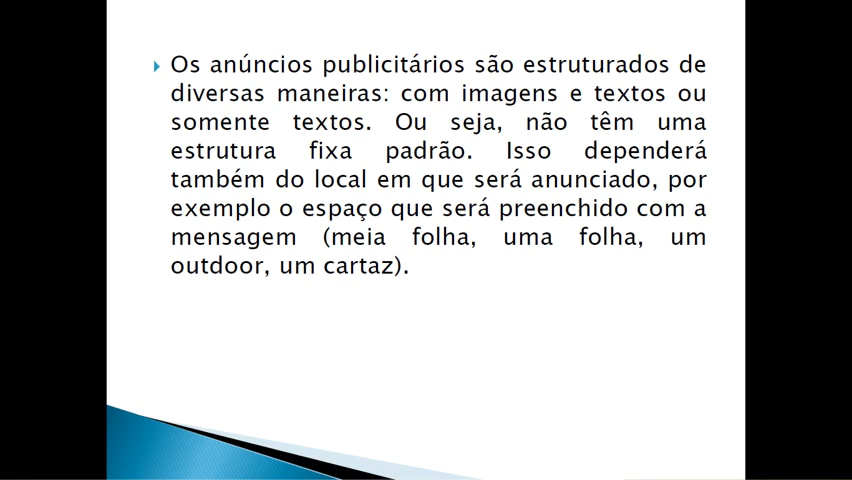 Os anúncios publicitários são estruturados de
diversas maneiras: com imagens e textos ou
somente textos. Ou seja, não têm uma
estrutura fixa padrão. Isso dependerá
também do local em que será anunciado, por
exemplo o espaço que será preenchido com a
mensagem (meia folha, uma folha, um
outdoor, um cartaz).